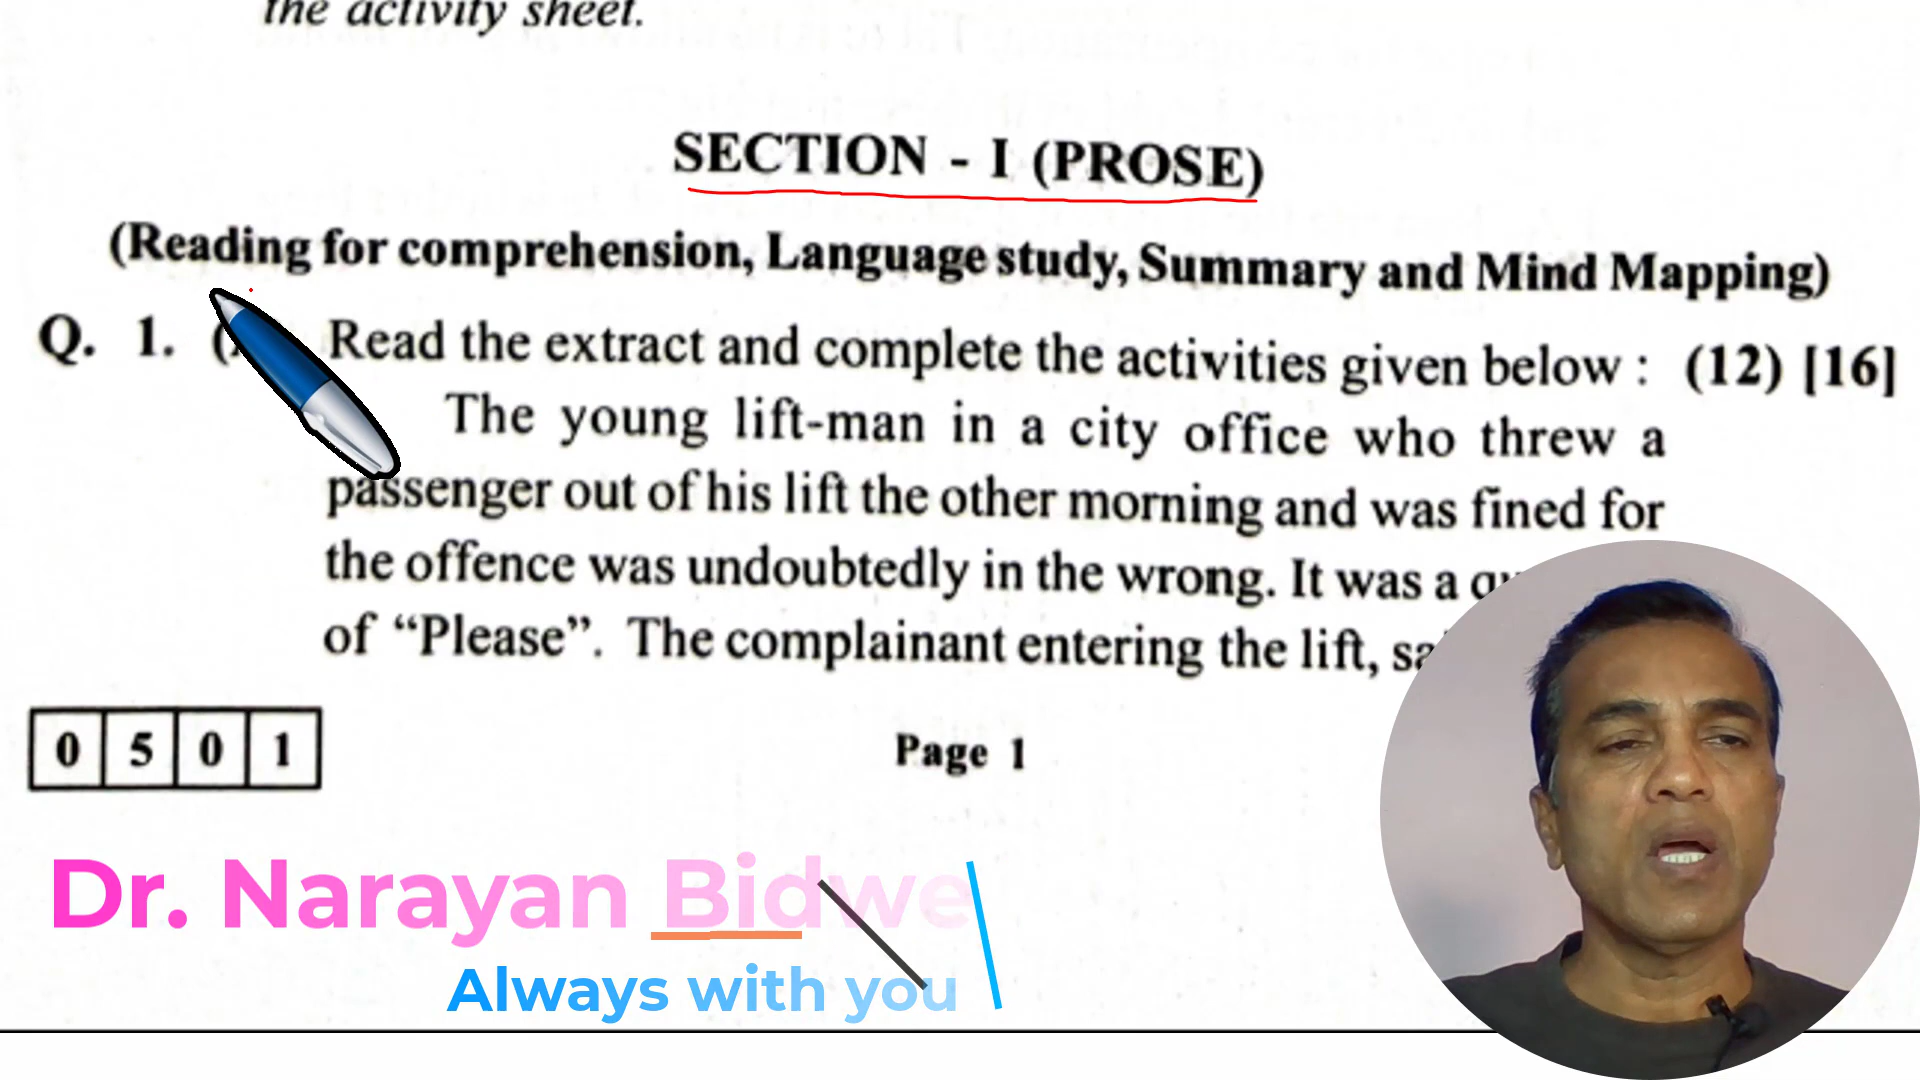 the activity sheet.
SECTION - I (PROSE)
(Reading for comprehension, Language study, Summary and Mind Mapping)
Q. 1. Read the extract and complete the activities given below : (12) [16]
The young lift-man in a city office who threw a
passenger out of his lift the other morning and was fined for
the offence was undoubtedly in the wrong. It was a
of “Please”. The complainant entering the lift,
0 5 0 1
Page 1
Dr. Narayan Bidwe
Always with you